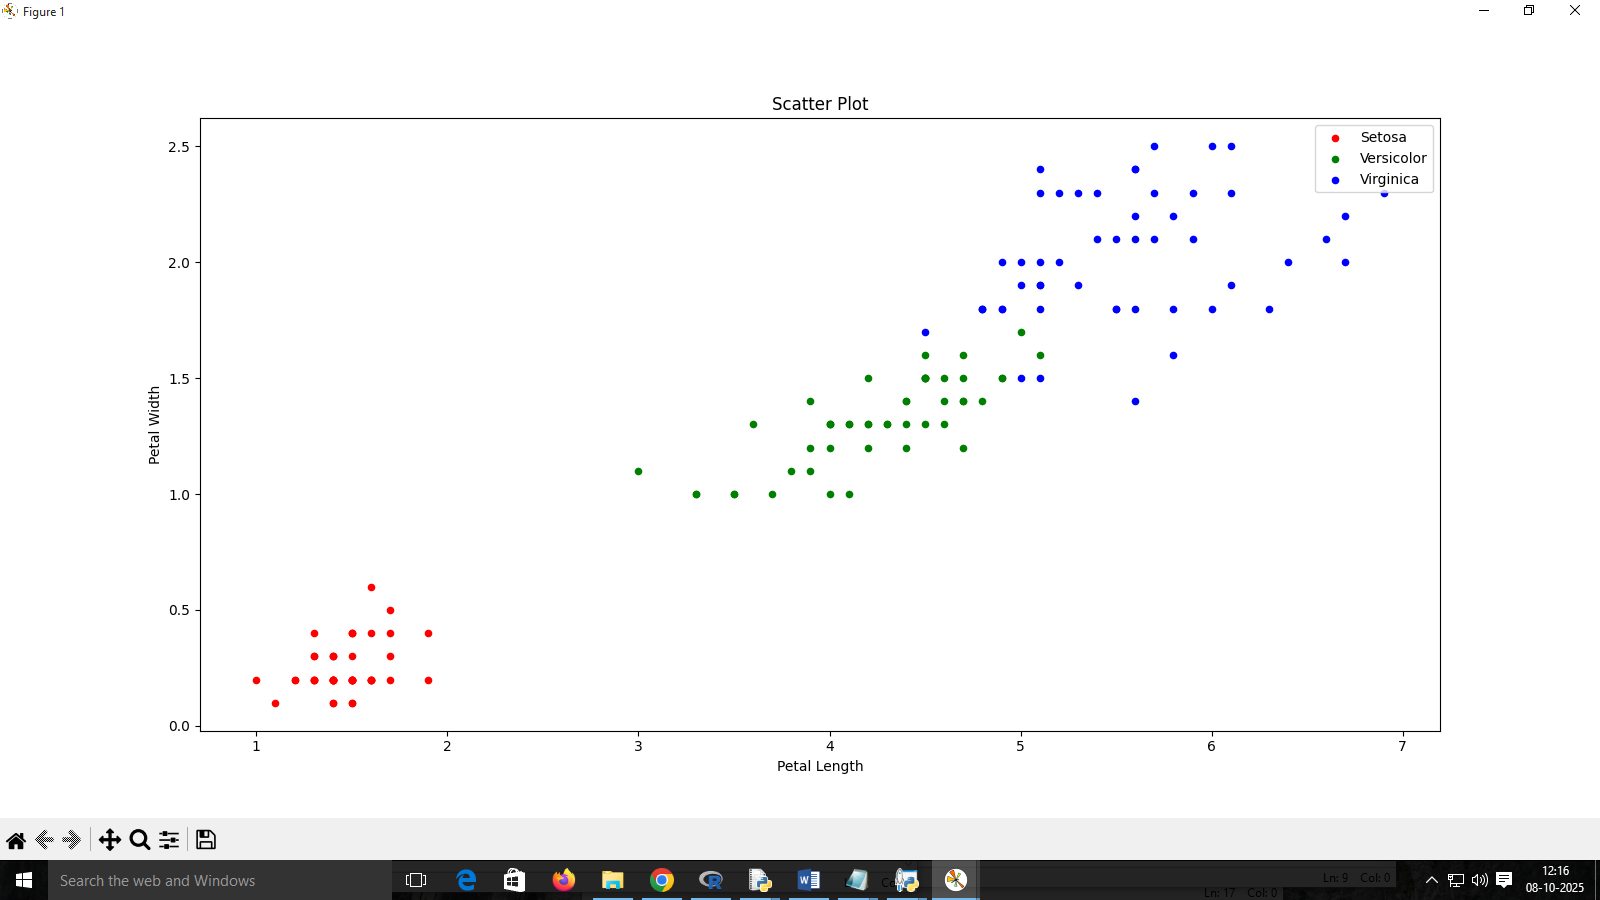 Figure 1
Scatter Plot
Setosa
Versicolor
Virginica
2.5
2.0
1.5
1.0
0.5
0.0
Petal Width
1 2 3 4 5 6 7
Petal Length
Search the web and Windows
Ln: 9 Col: 0
Ln: 17 Col: 0
12:16
08-10-2025